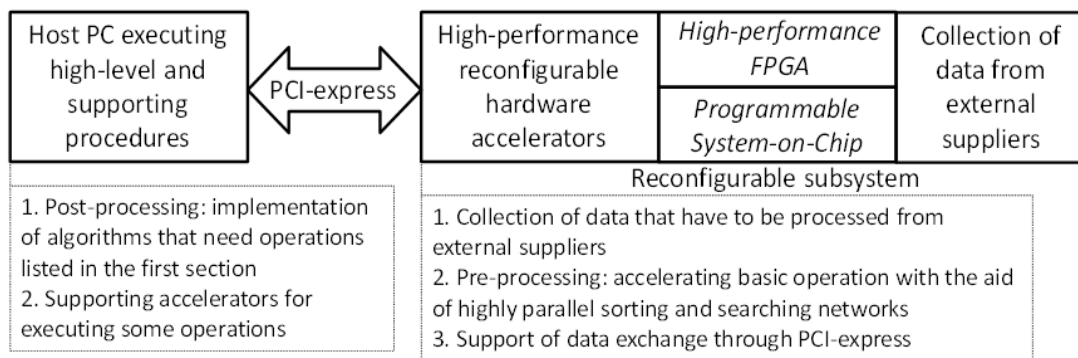 Host PC executing
high-level and
supporting
procedures
PCI-express
High-performance
reconfigurable
hardware
accelerators
High-performance
FPGA
Programmable
System-on-Chip
Collection of
data from
external
suppliers
Reconfigurable subsystem
1. Post-processing: implementation
of algorithms that need operations
listed in the first section
2. Supporting accelerators for
executing some operations
1. Collection of data that have to be processed from
external suppliers
2. Pre-processing: accelerating basic operation with the aid
of highly parallel sorting and searching networks
3. Support of data exchange through PCI-express